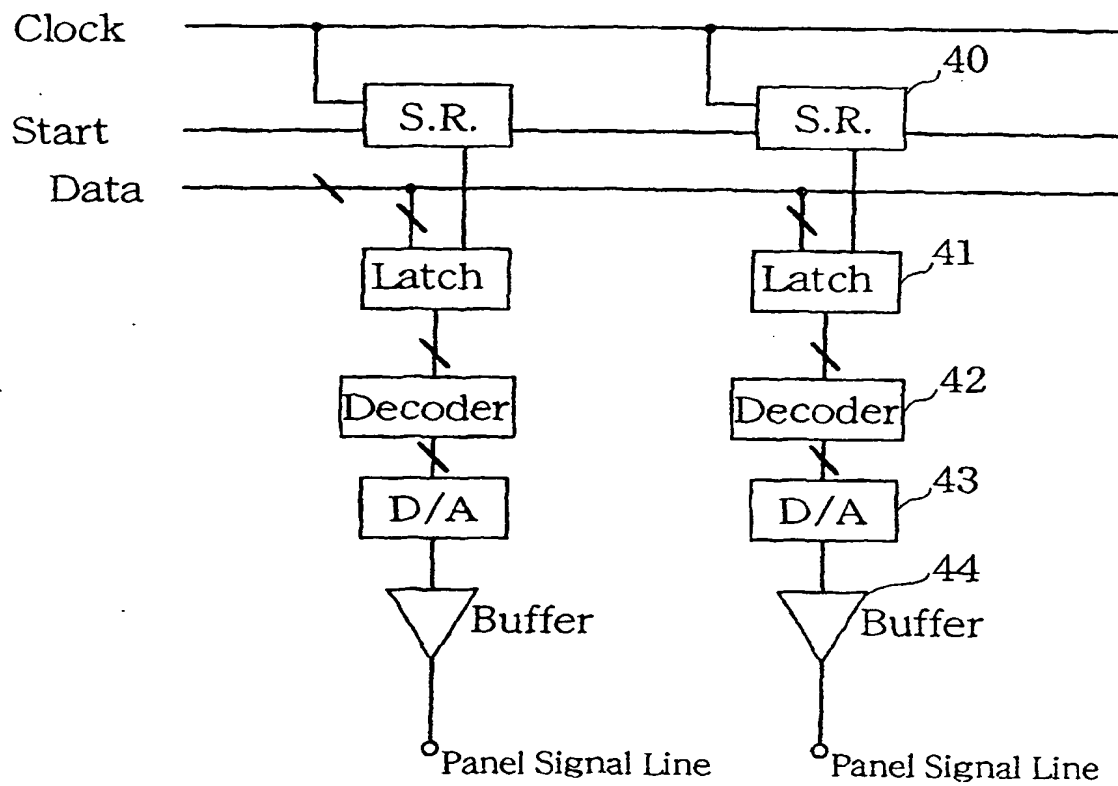 Clock
40
S.R. S.R.
Start
Data
41
Latch Latch
42
Decoder Decoder
43
D/A D/A
44
Buffer Buffer
Panel Signal Line Panel Signal Line